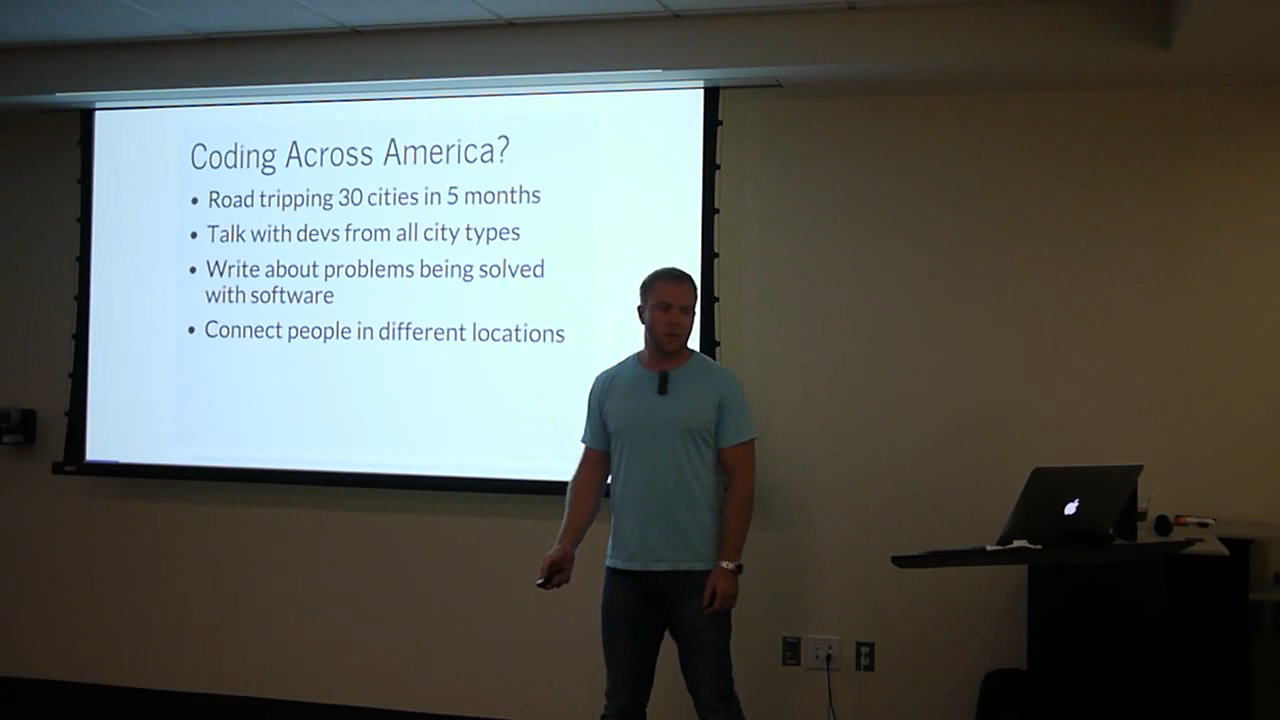 Coding Across America?
• Road tripping 30 cities in 5 months
• Talk with devs from all city types
• Write about problems being solved
with software
• Connect people in different locations